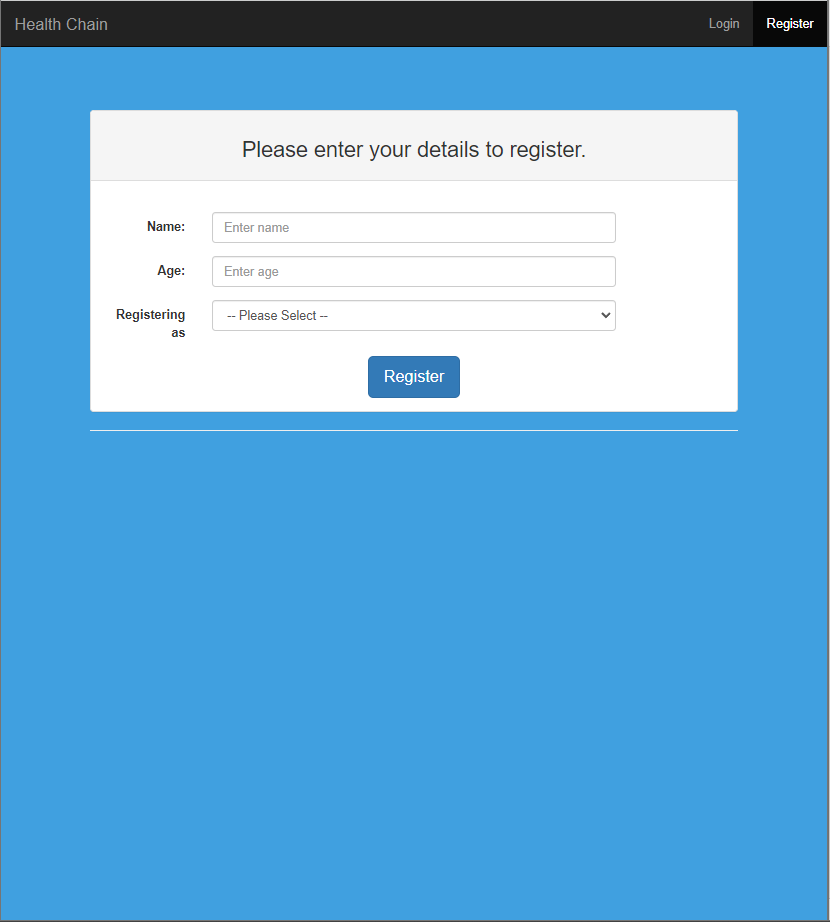 Health Chain
Login
Register
Please enter your details to register.
Name:
Enter name
Age:
Enter age
Registering
as
-- Please Select --
Register